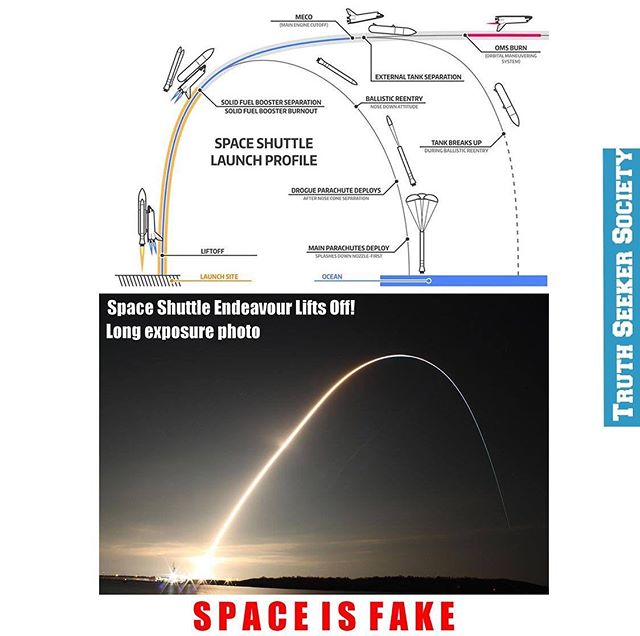 MECO
(MAIN ENGINE CUTOFF)
OMS BURN
(ORBITAL MANEUVERING
SYSTEM)
EXTERNAL TANK SEPARATION
SOLID FUEL BOOSTER SEPARATION
SOLID FUEL BOOSTER BURNOUT
BALLISTIC REENTRY
NOSE DOWN ATTITUDE
SPACE SHUTTLE
LAUNCH PROFILE
TANK BREAKS UP
DURING BALLISTIC REENTRY
DROGUE PARACHUTE DEPLOYS
AFTER NOSE CONE SEPARATION
LIFTOFF
MAIN PARACHUTES DEPLOY
SPLASHES DOWN NOZZLE-FIRST
LAUNCH SITE
OCEAN
TRUTH SEEKER SOCIETY
Space Shuttle Endeavour Lifts Off!
Long exposure photo
SPACE IS FAKE